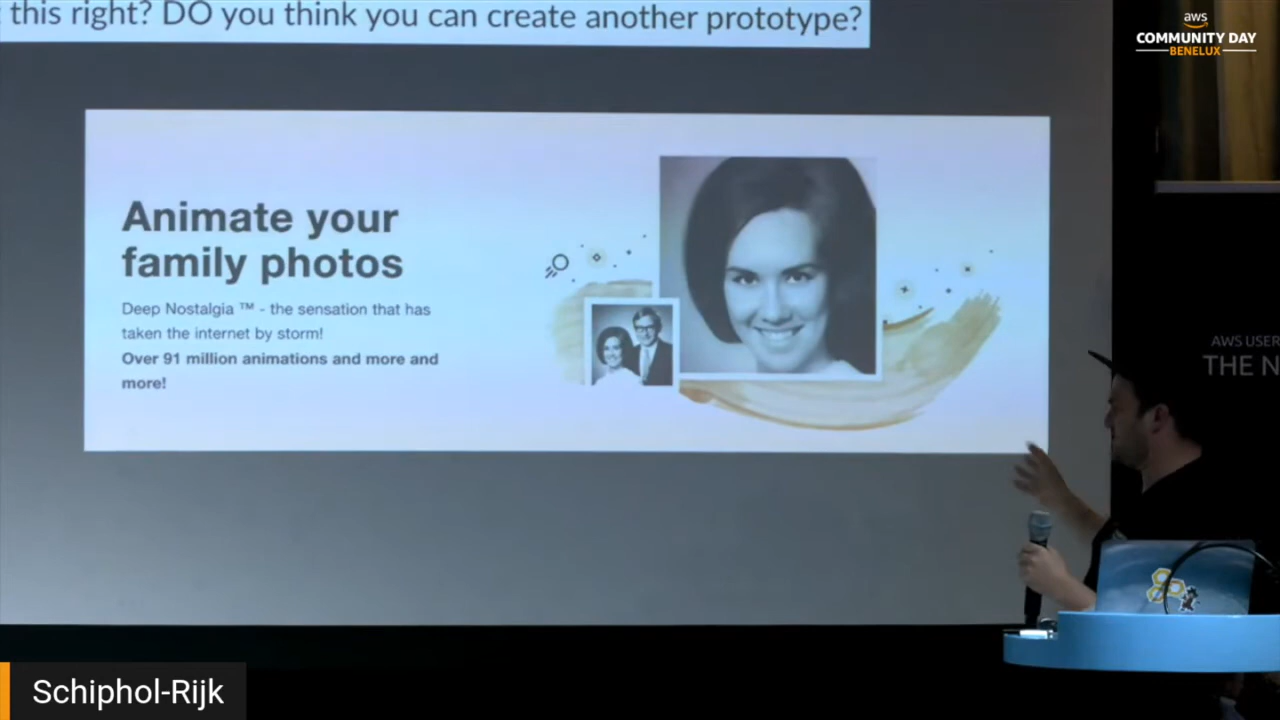 this right? DO you think you can create another prototype?
aws
COMMUNITY DAY
BENELUX
Animate your
family photos
Deep Nostalgia ™ - the sensation that has
taken the internet by storm!
Over 91 million animations and more and
more!
AWS USER
THE N
Schiphol-Rijk